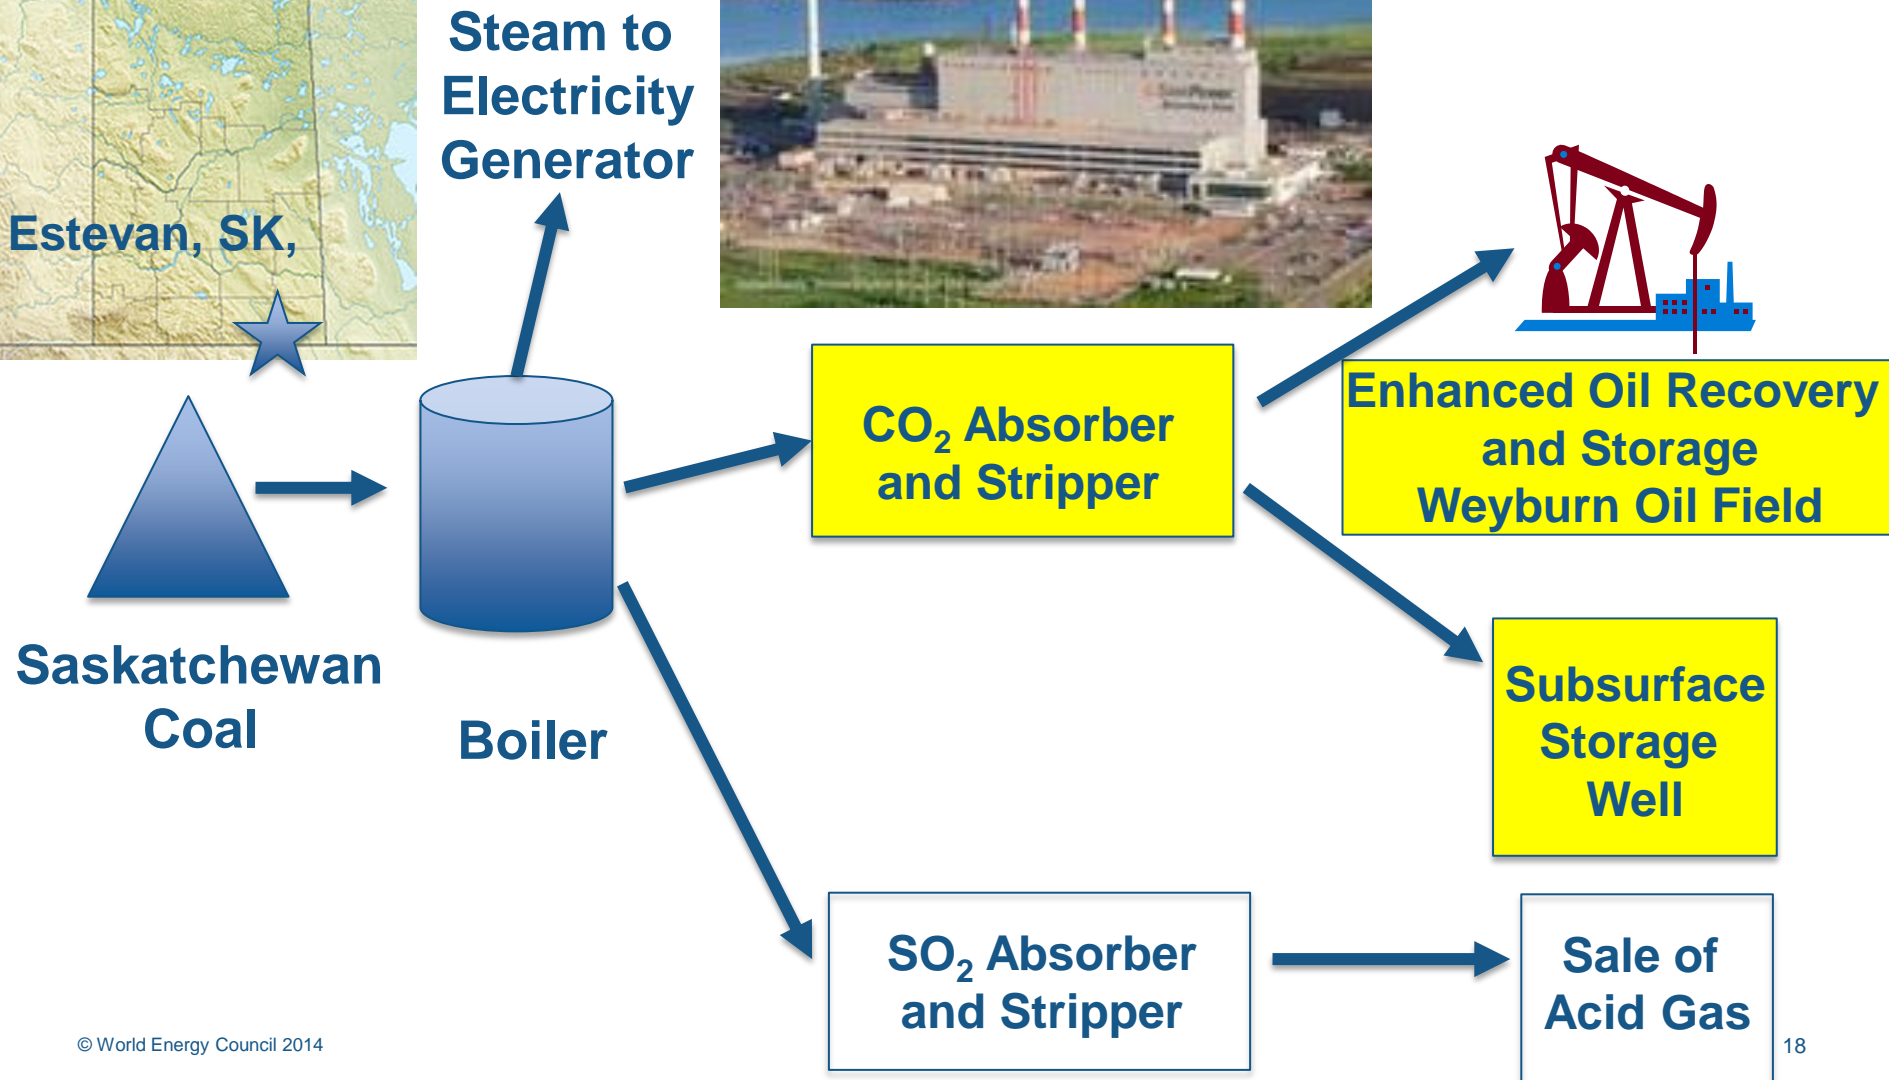 Steam to
Electricity
Generator
Estevan, SK,
CO₂ Absorber
and Stripper
Enhanced Oil Recovery
and Storage
Weyburn Oil Field
Saskatchewan
Coal
Boiler
Subsurface
Storage
Well
SO₂ Absorber
and Stripper
Sale of
Acid Gas
© World Energy Council 2014
18